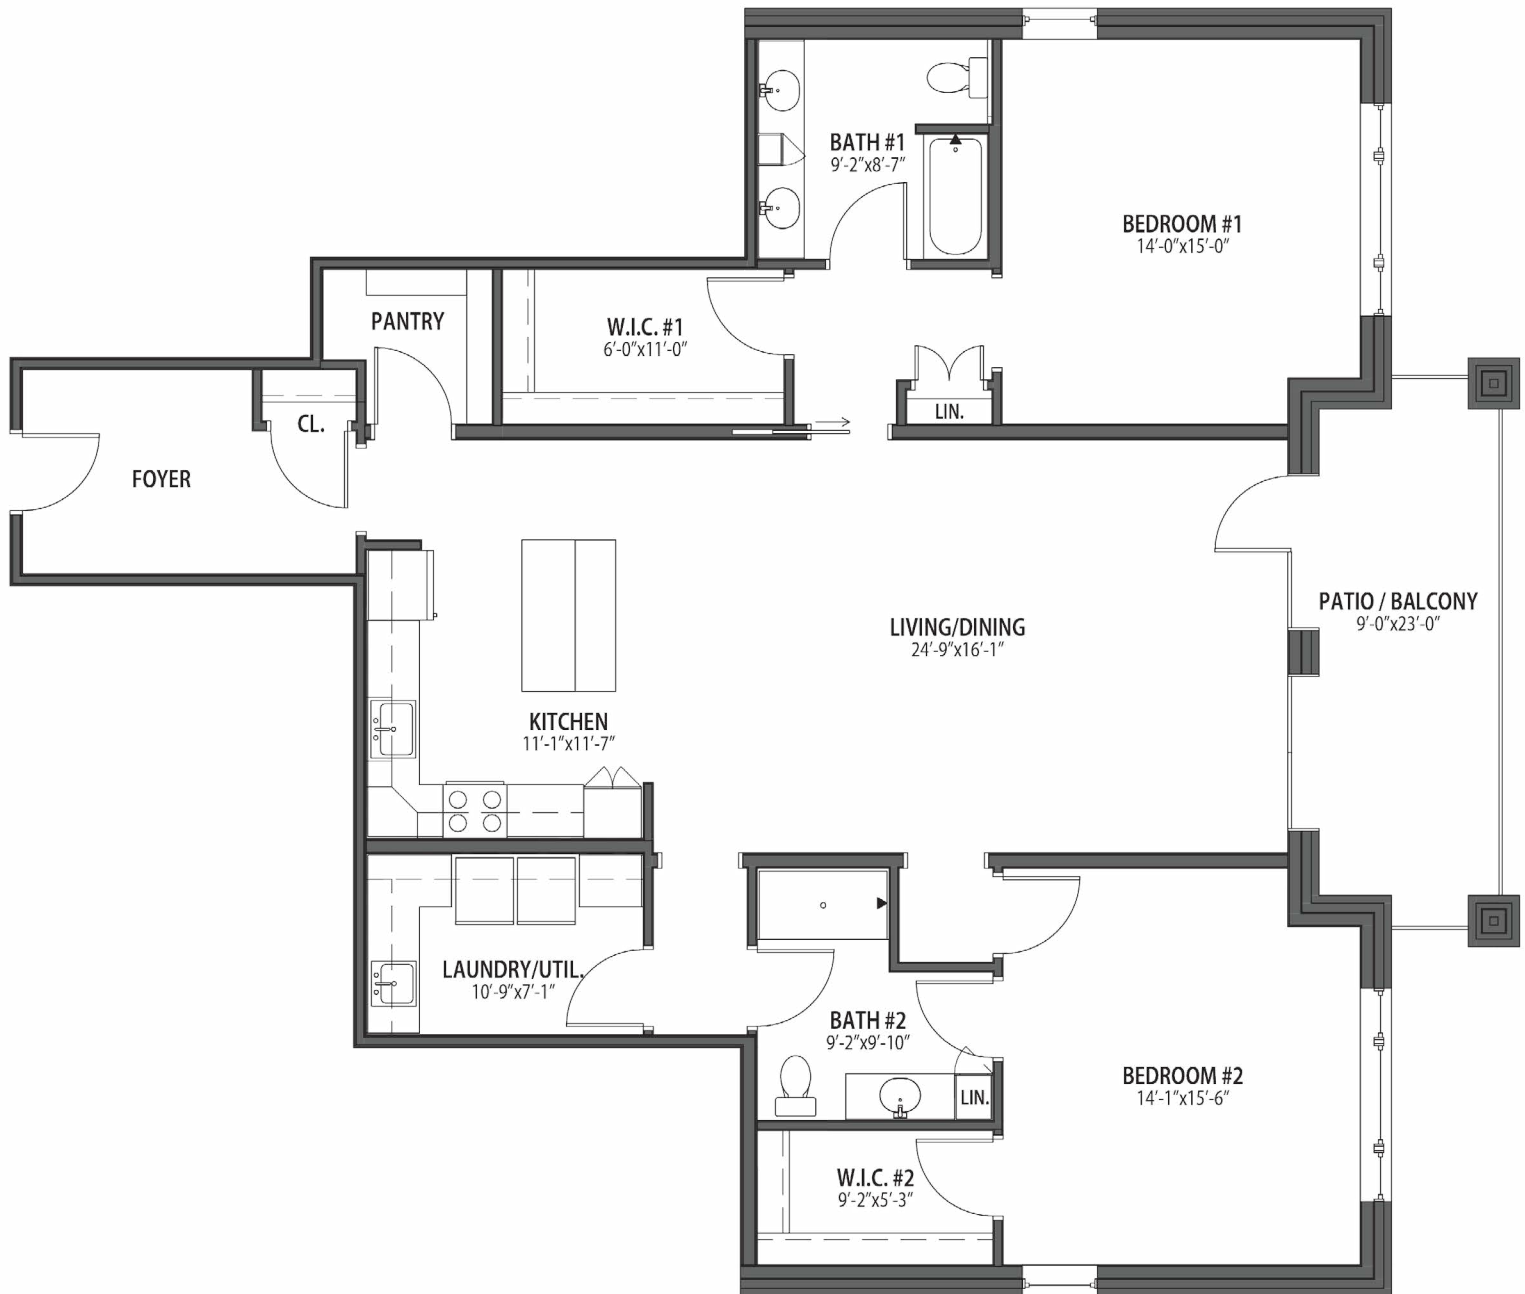 BATH #1
9'-2"x8'-7"
BEDROOM #1
14'-0"x15'-0"
PANTRY
W.I.C. #1
6'-0"x11'-0"
CL.
LIN.
FOYER
PATIO / BALCONY
9'-0"x23'-0"
LIVING/DINING
24'-9"x16'-1"
KITCHEN
11'-1"x11'-7"
LAUNDRY/UTIL.
10'-9"x7'-1"
BATH #2
9'-2"x9'-10"
BEDROOM #2
14'-1"x15'-6"
LIN.
W.I.C. #2
9'-2"x5'-3"